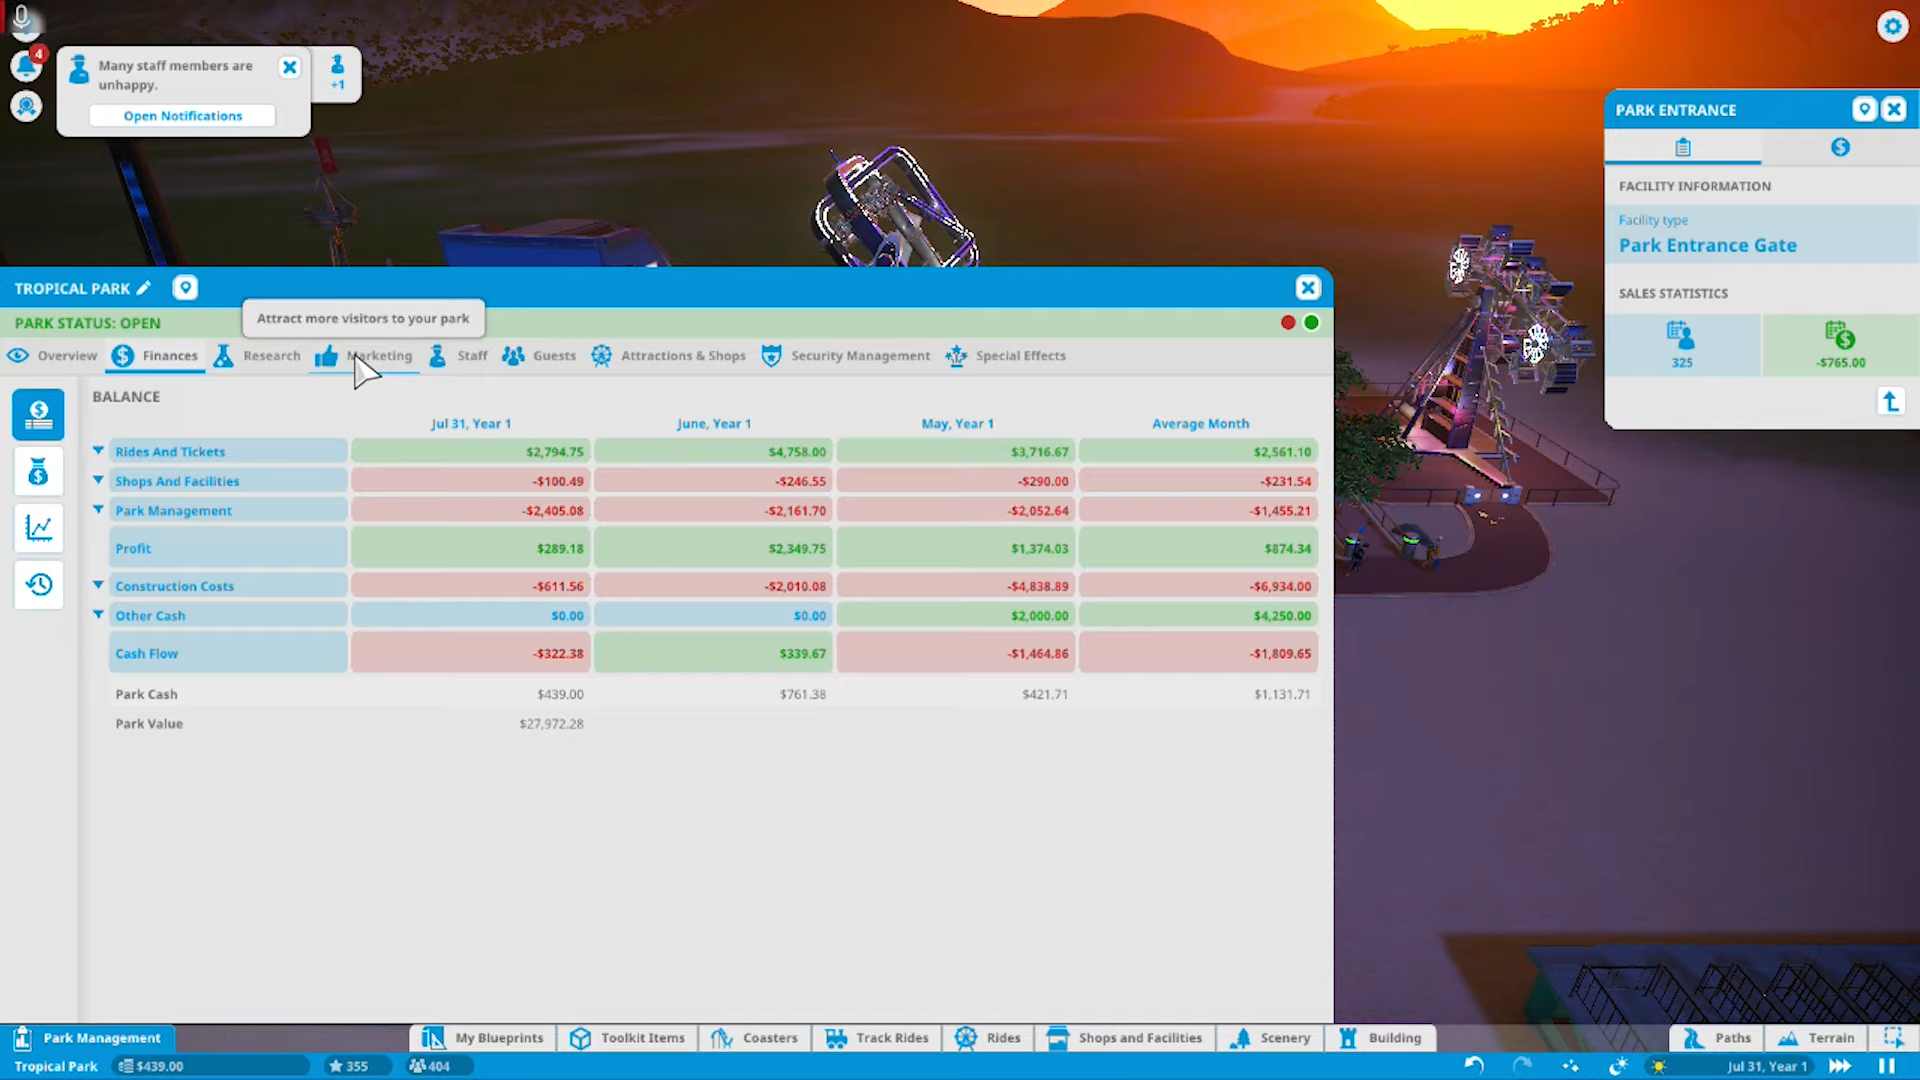 4
Many staff members are
unhappy.
Open Notifications
+1
PARK ENTRANCE
FACILITY INFORMATION
Facility type
Park Entrance Gate
SALES STATISTICS
325
-$765.00
TROPICAL PARK
Attract more visitors to your park
PARK STATUS: OPEN
Overview Finances Research Marketing Staff Guests Attractions & Shops Security Management Special Effects
BALANCE
Jul 31, Year 1 June, Year 1 May, Year 1 Average Month
Rides And Tickets $2,794.75 $4,758.00 $3,716.67 $2,561.10
Shops And Facilities -$100.49 -$246.55 -$290.00 -$231.54
Park Management -$2,405.08 -$2,161.70 -$2,052.64 -$1,455.21
Profit $289.18 $2,349.75 $1,374.03 $874.34
Construction Costs -$611.56 -$2,010.08 -$4,838.89 -$6,934.00
Other Cash $0.00 $0.00 $2,000.00 $4,250.00
Cash Flow -$322.38 $339.67 -$1,464.86 -$1,809.65
Park Cash $439.00 $761.38 $421.71 $1,131.71
Park Value $27,972.28
Park Management My Blueprints Toolkit Items Coasters Track Rides Rides Shops and Facilities Scenery Building Paths Terrain
Tropical Park $439.00 355 404 Jul 31, Year 1